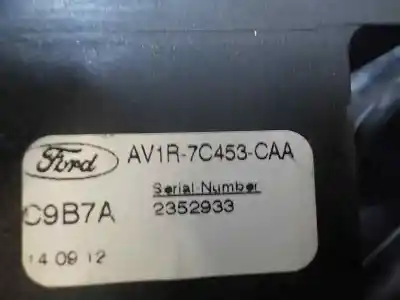 Ford AV1R-7C453-CAA
Serial Number
C9B7A 2352933
14 09 12